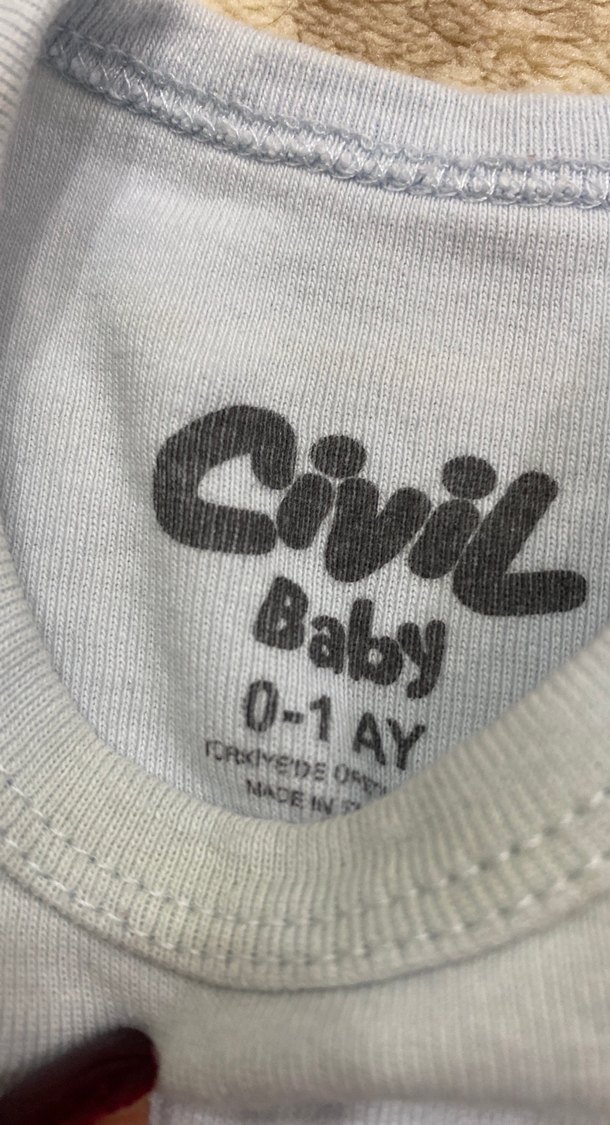 Civil
Baby
0-1 AY
TÜRKİYE'DE
MADE IN